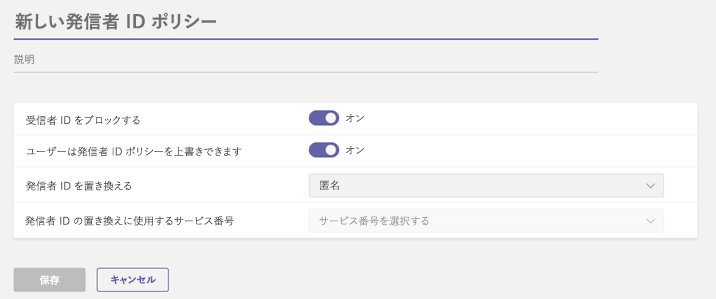 新しい発信者 ID ポリシー
説明
受信者 ID をブロックする オン
ユーザーは発信者 ID ポリシーを上書きできます オン
発信者 ID を置き換える 匿名
発信者 ID の置き換えに使用するサービス番号 サービス番号を選択する
保存 キャンセル